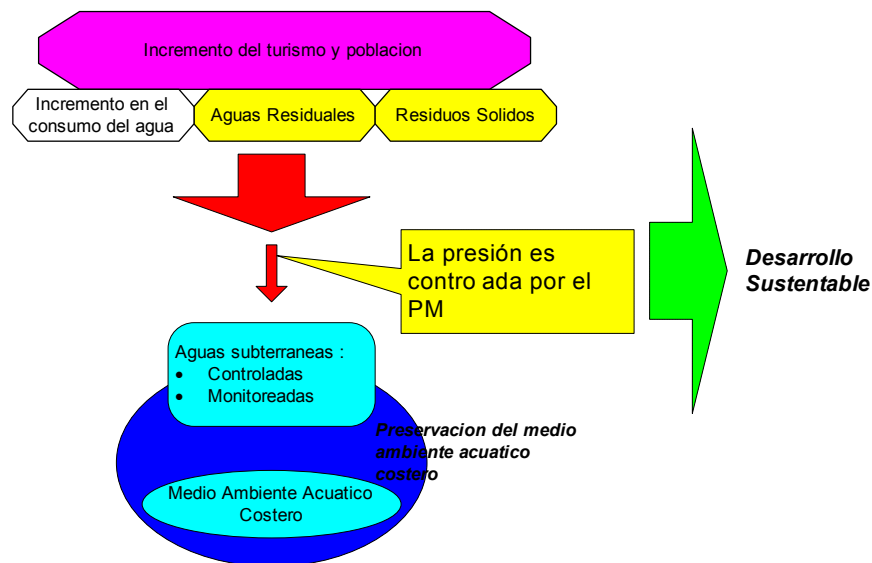 Incremento del turismo y poblacion
Incremento en el
consumo del agua
Aguas Residuales
Residuos Solidos
La presión es
contro ada por el
PM
Desarrollo
Sustentable
Aguas subterraneas :
• Controladas
• Monitoreadas
Preservacion del medio
ambiente acuatico
costero
Medio Ambiente Acuatico
Costero